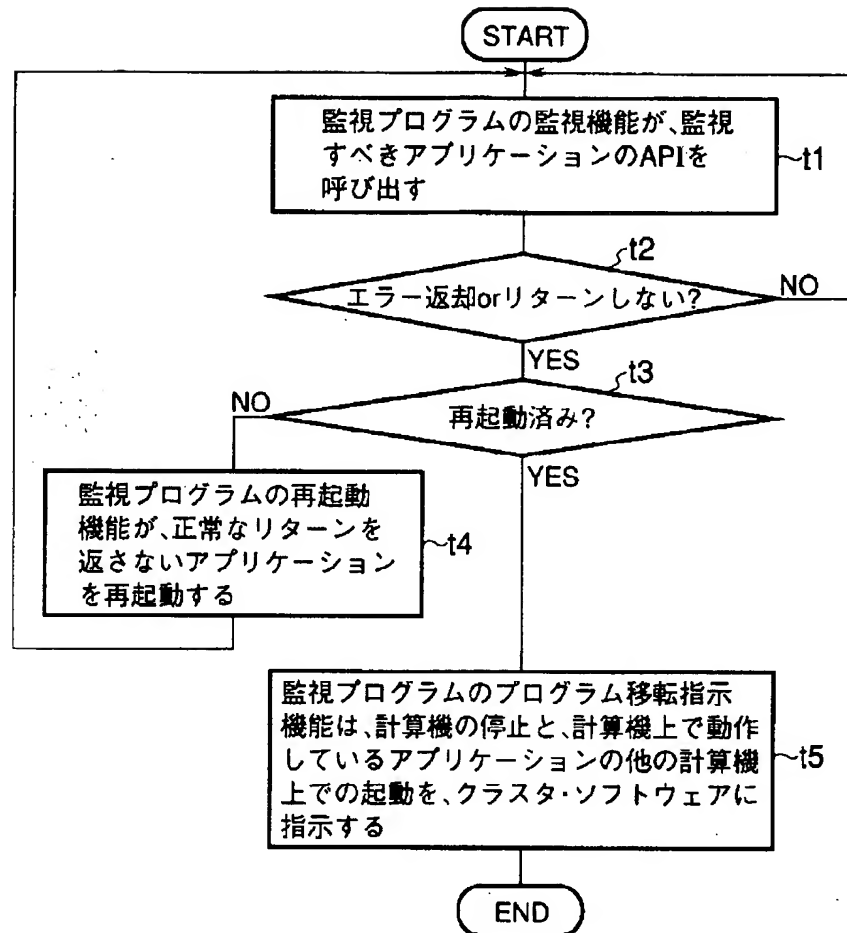 START
監視プログラムの監視機能が、監視
すべきアプリケーションのAPIを
呼び出す
t1
t2
エラー返却orリターンしない?
NO
YES
t3
NO
再起動済み?
YES
監視プログラムの再起動
機能が、正常なリターンを
返さないアプリケーション
を再起動する
t4
監視プログラムのプログラム移転指示
機能は、計算機の停止と、計算機上で動作
しているアプリケーションの他の計算機
上での起動を、クラスタ・ソフトウェアに
指示する
t5
END